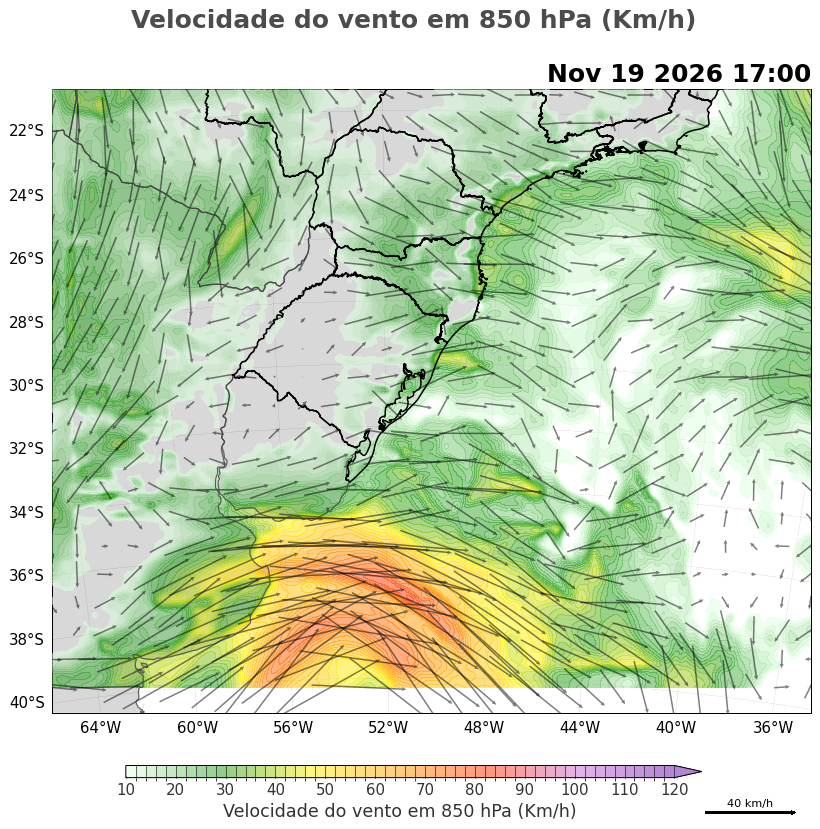 Velocidade do vento em 850 hPa (Km/h)
Nov 19 2026 17:00
22°S
24°S
26°S
28°S
30°S
32°S
34°S
36°S
38°S
40°S
64°W 60°W 56°W 52°W 48°W 44°W 40°W 36°W
10 20 30 40 50 60 70 80 90 100 110 120
40 km/h
Velocidade do vento em 850 hPa (Km/h)